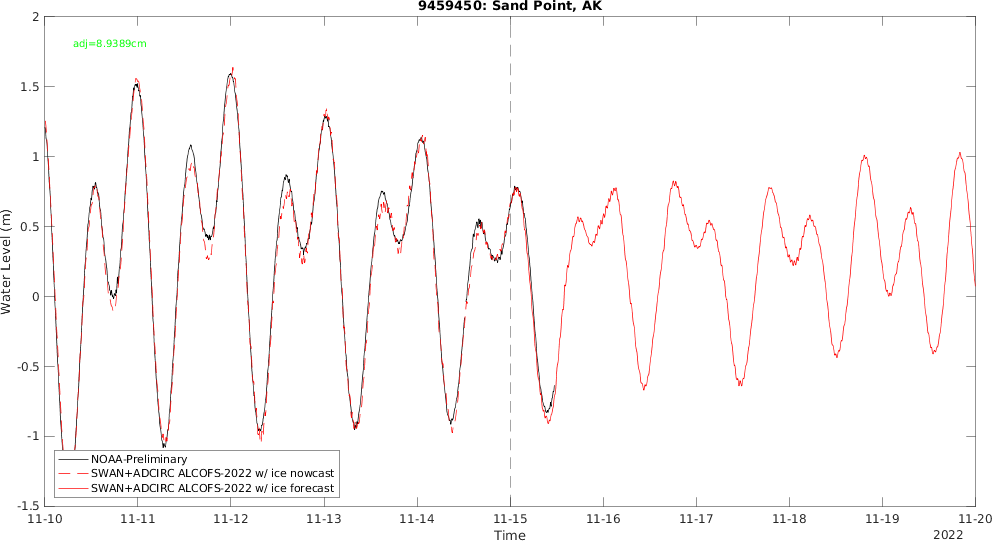 9459450: Sand Point, AK
adj=8.9389cm
Water Level (m)
2
1.5
1
0.5
0
-0.5
-1
-1.5
NOAA-Preliminary
SWAN+ADCIRC ALCOFS-2022 w/ ice nowcast
SWAN+ADCIRC ALCOFS-2022 w/ ice forecast
11-10 11-11 11-12 11-13 11-14 11-15 11-16 11-17 11-18 11-19 11-20
Time
2022